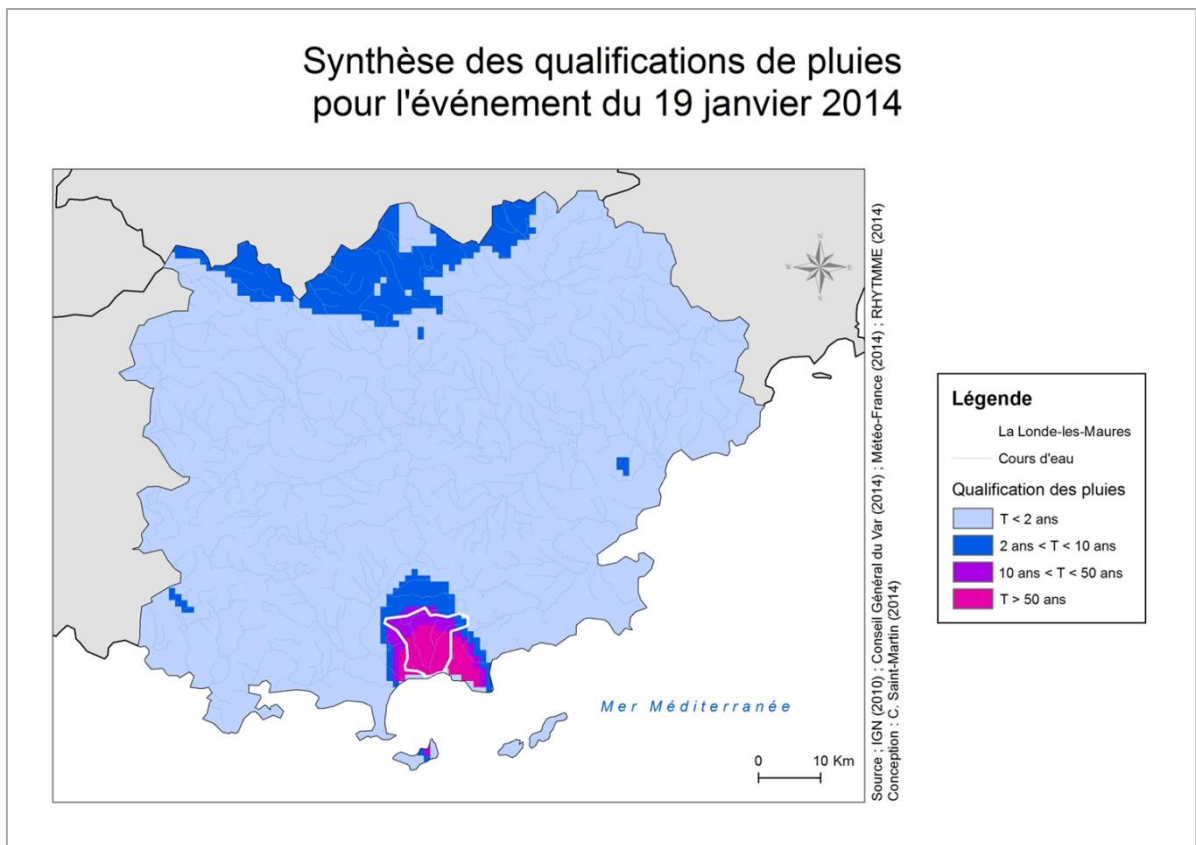 Synthèse des qualifications de pluies
pour l'événement du 19 janvier 2014
N
W
E
S
Mer Méditerranée
0 10 Km
Source : IGN (2010) ; Conseil Général du Var (2014) ; Météo-France (2014) ; RHYTMME (2014)
Conception : C. Saint-Martin (2014)
Légende
La Londe-les-Maures
Cours d'eau
Qualification des pluies
T < 2 ans
2 ans < T < 10 ans
10 ans < T < 50 ans
T > 50 ans